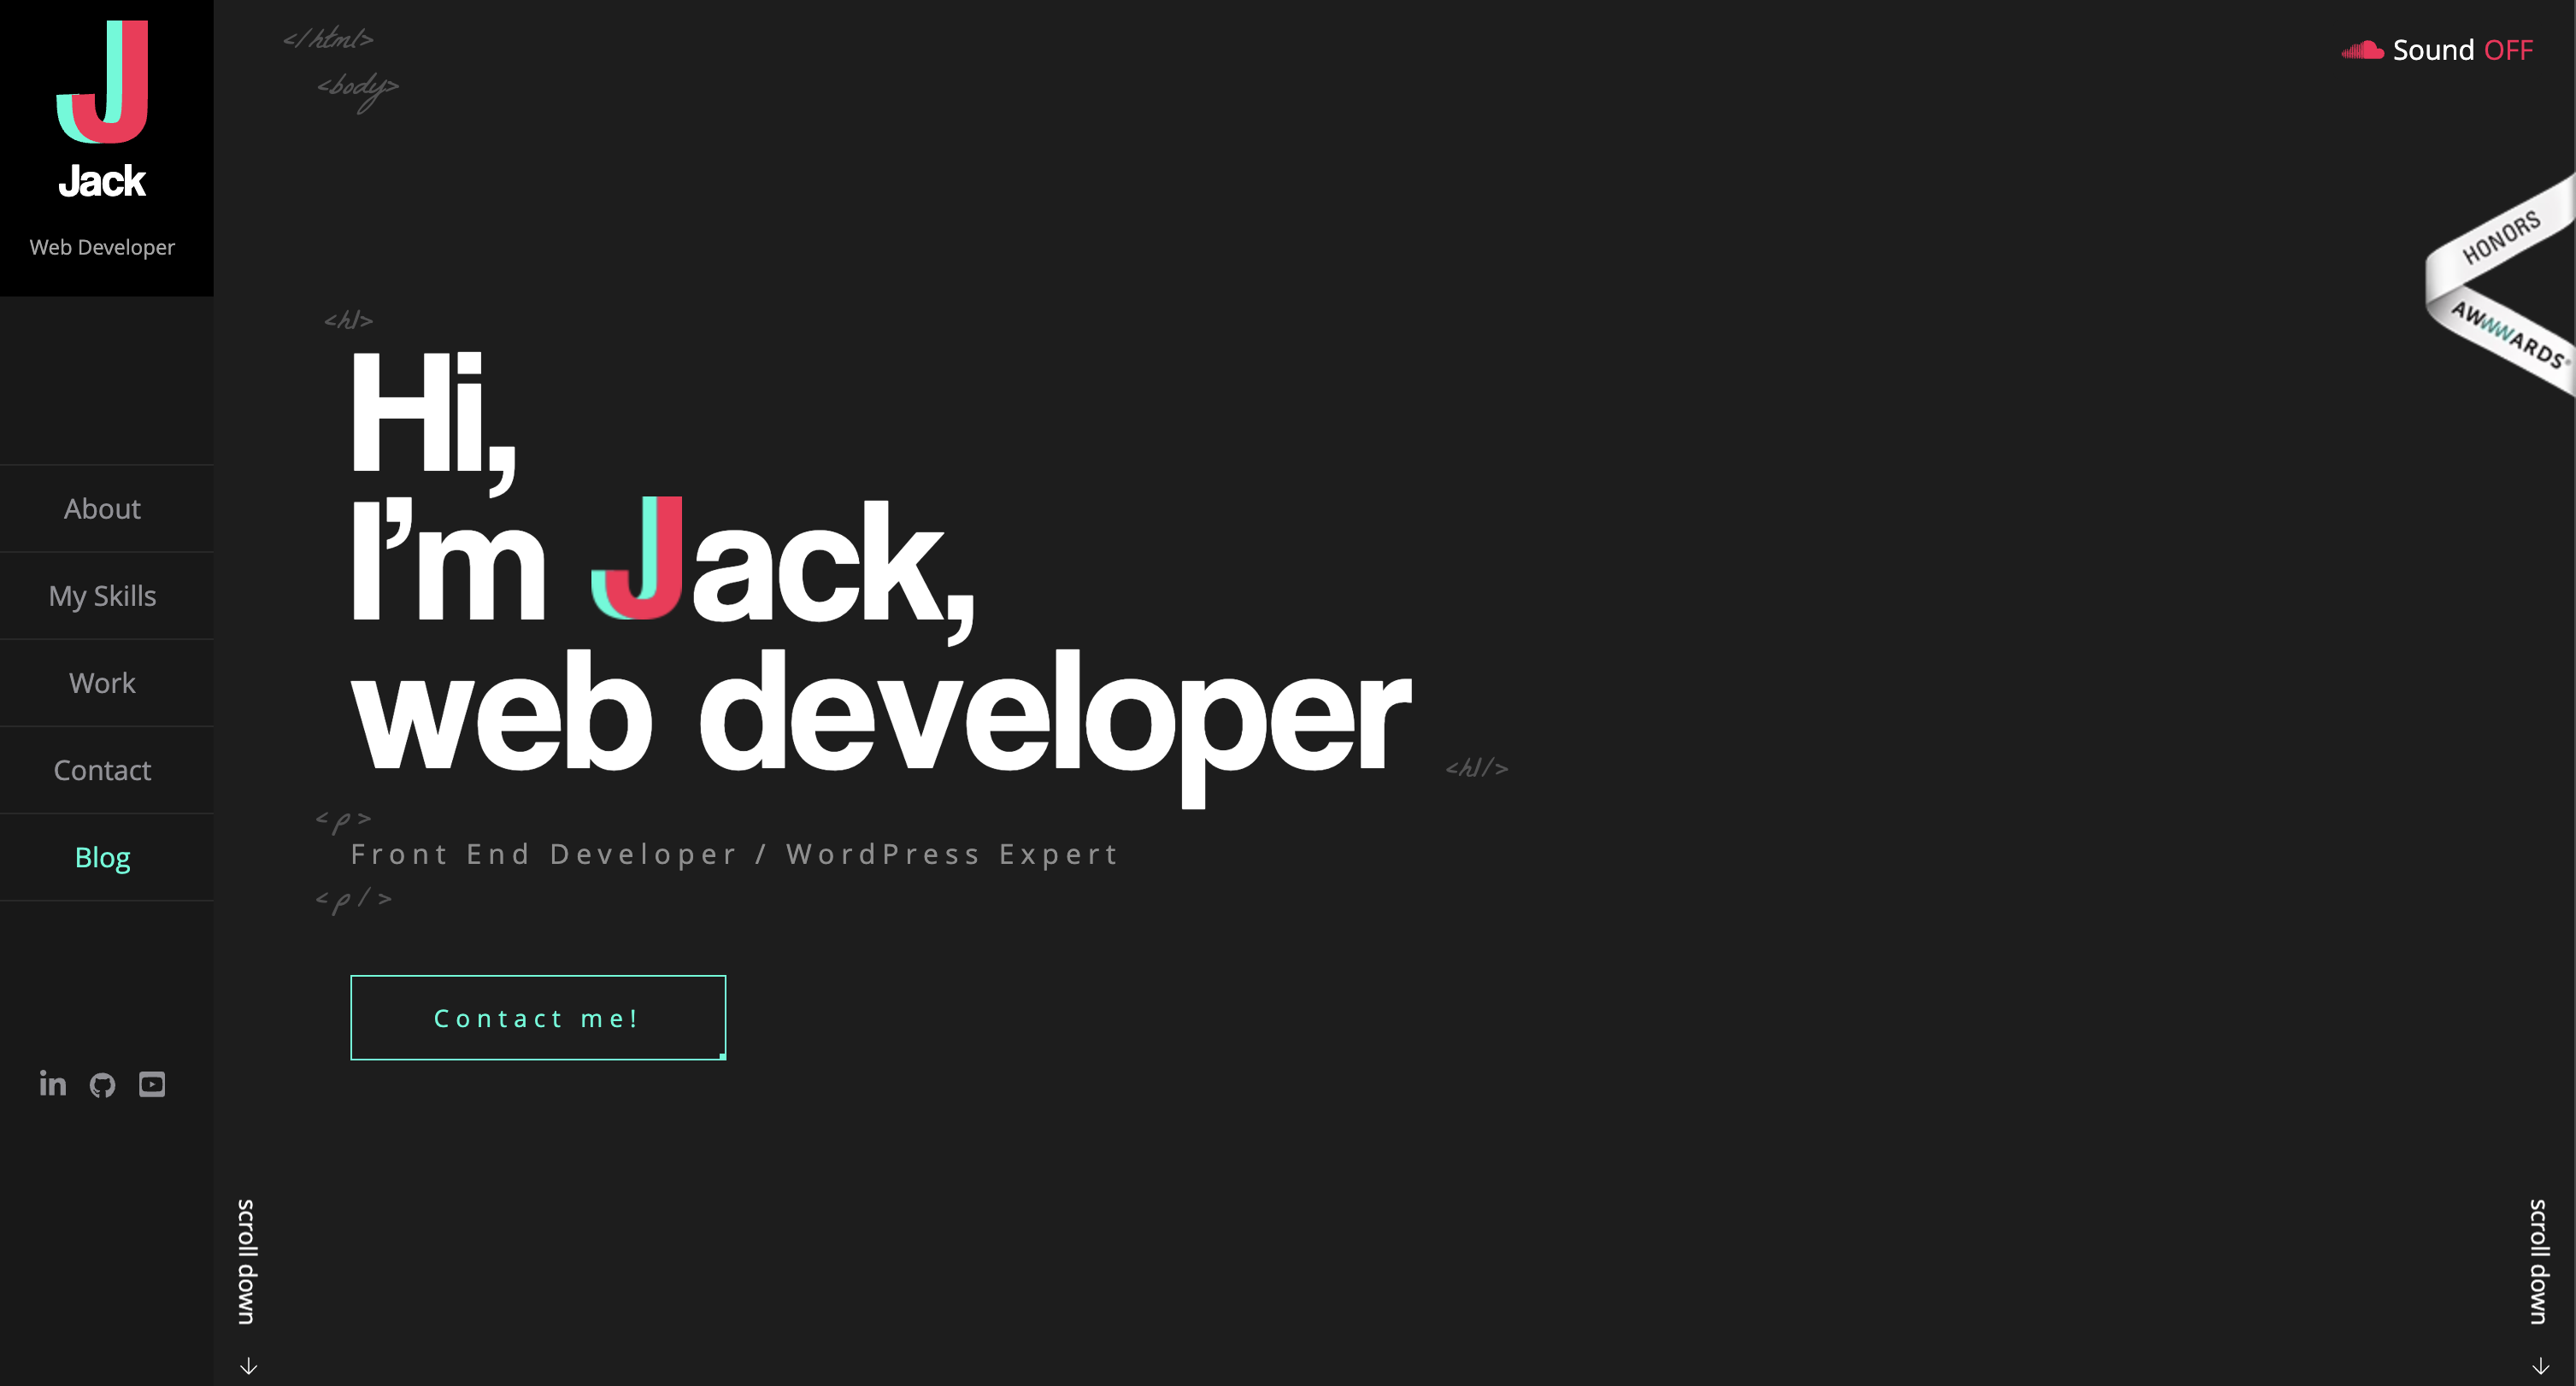 Jack
Web Developer
About
My Skills
Work
Contact
Blog
in
</html>
<body>
Sound OFF
HONORS
AWWWARDS®
<h1>
Hi,
I’m Jack,
web developer
<h1/>
<p>
Front End Developer / WordPress Expert
<p/>
Contact me!
scroll down
scroll down